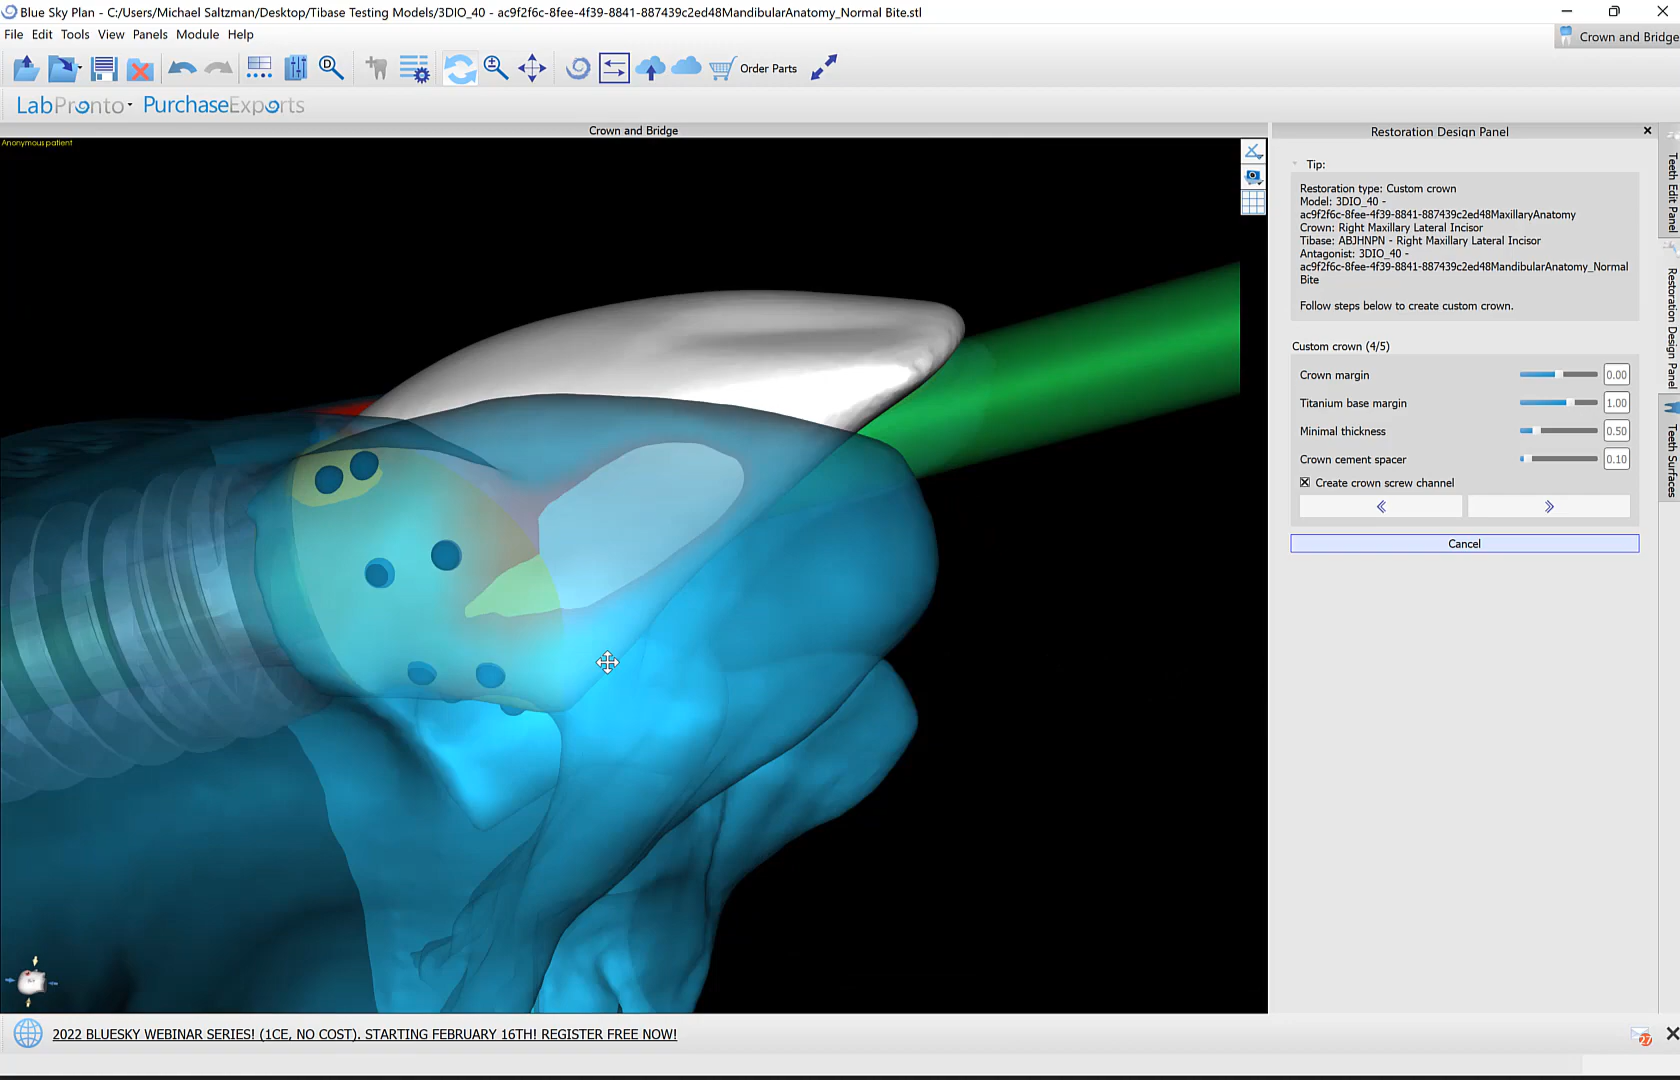 Blue Sky Plan - C:/Users/Michael Saltzman/Desktop/Tibase Testing Models/3DIO_40 - ac9f2f6c-8fee-4f39-8841-887439c2ed48MandibularAnatomy_Normal Bite.stl
File Edit Tools View Panels Module Help
Crown and Bridge
Order Parts
LabPronto PurchaseExports
Crown and Bridge
Restoration Design Panel
Anonymous patient
Tip:
Restoration type: Custom crown
Model: 3DIO_40 -
ac9f2f6c-8fee-4f39-8841-887439c2ed48MaxillaryAnatomy
Crown: Right Maxillary Lateral Incisor
Tibase: ABJHNPN - Right Maxillary Lateral Incisor
Antagonist: 3DIO_40 -
ac9f2f6c-8fee-4f39-8841-887439c2ed48MandibularAnatomy_Normal
Bite
Follow steps below to create custom crown.
Custom crown (4/5)
Crown margin 0.00
Titanium base margin 1.00
Minimal thickness 0.50
Crown cement spacer 0.10
Create crown screw channel
Cancel
Teeth Edit Panel
Restoration Design Panel
Teeth Surfaces
2022 BLUESKY WEBINAR SERIES! (1CE, NO COST). STARTING FEBRUARY 16TH! REGISTER FREE NOW!
27